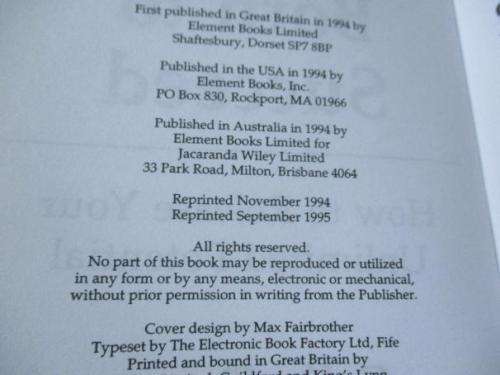 First published in Great Britain in 1994 by
Element Books Limited
Shaftesbury, Dorset SP7 8BP
Published in the USA in 1994 by
Element Books, Inc.
PO Box 830, Rockport, MA 01966
Published in Australia in 1994 by
Element Books Limited for
Jacaranda Wiley Limited
33 Park Road, Milton, Brisbane 4064
Reprinted November 1994
Reprinted September 1995
All rights reserved.
No part of this book may be reproduced or utilized
in any form or by any means, electronic or mechanical,
without prior permission in writing from the Publisher.
Cover design by Max Fairbrother
Typeset by The Electronic Book Factory Ltd, Fife
Printed and bound in Great Britain by
Guildford and King's Lynn